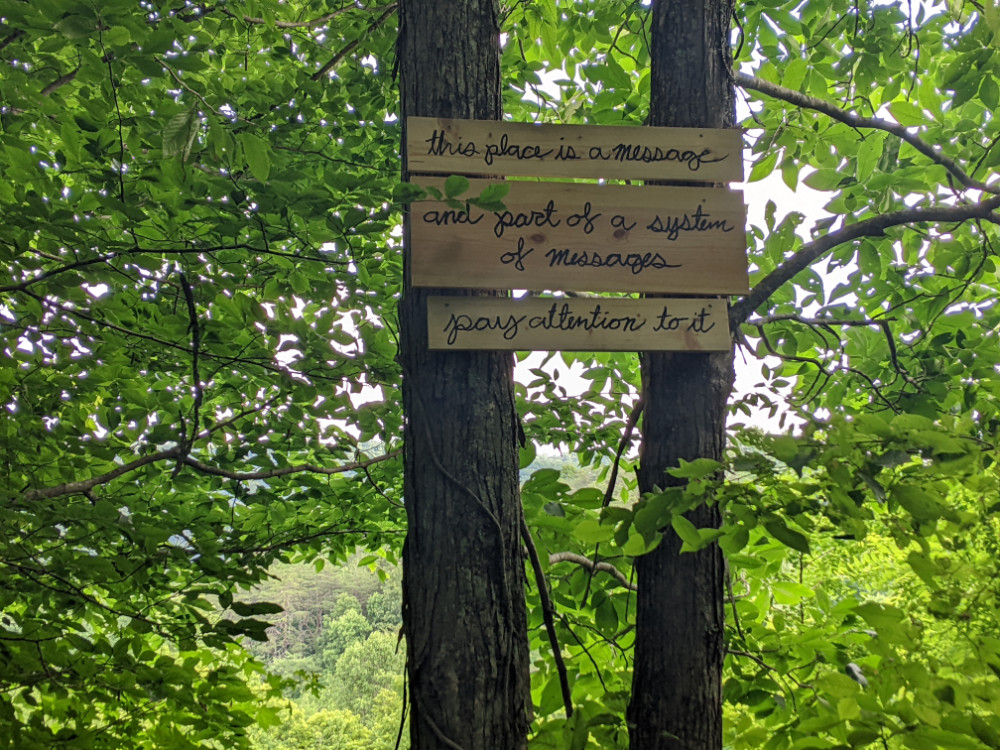 this place is a message
and part of a system
of messages
pay attention to it